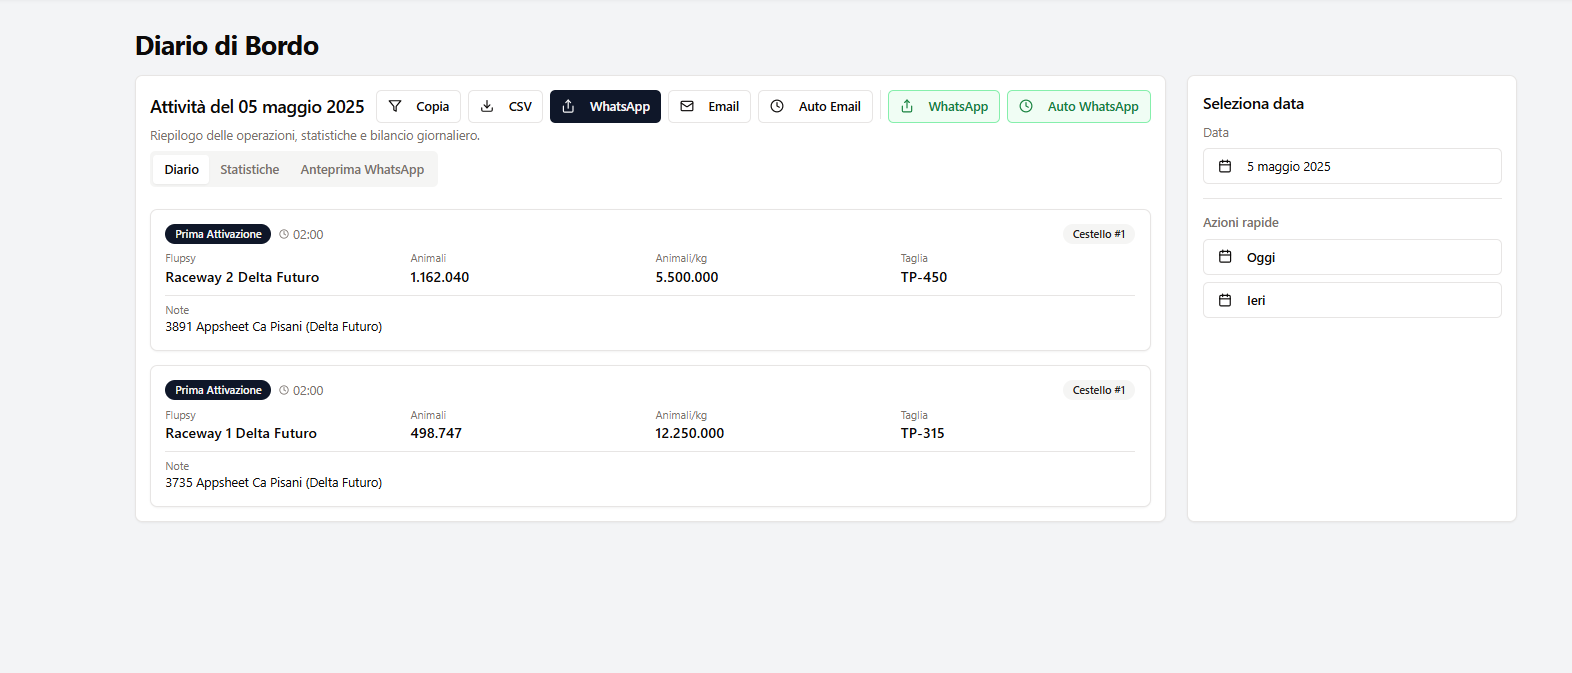 Diario di Bordo
Attività del 05 maggio 2025
Copia
CSV
WhatsApp
Email
Auto Email
WhatsApp
Auto WhatsApp
Riepilogo delle operazioni, statistiche e bilancio giornaliero.
Diario
Statistiche
Anteprima WhatsApp
Prima Attivazione
02:00
Cestello #1
Flupsy
Animali
Animali/kg
Taglia
Raceway 2 Delta Futuro
1.162.040
5.500.000
TP-450
Note
3891 Appsheet Ca Pisani (Delta Futuro)
Prima Attivazione
02:00
Cestello #1
Flupsy
Animali
Animali/kg
Taglia
Raceway 1 Delta Futuro
498.747
12.250.000
TP-315
Note
3735 Appsheet Ca Pisani (Delta Futuro)
Seleziona data
Data
5 maggio 2025
Azioni rapide
Oggi
Ieri